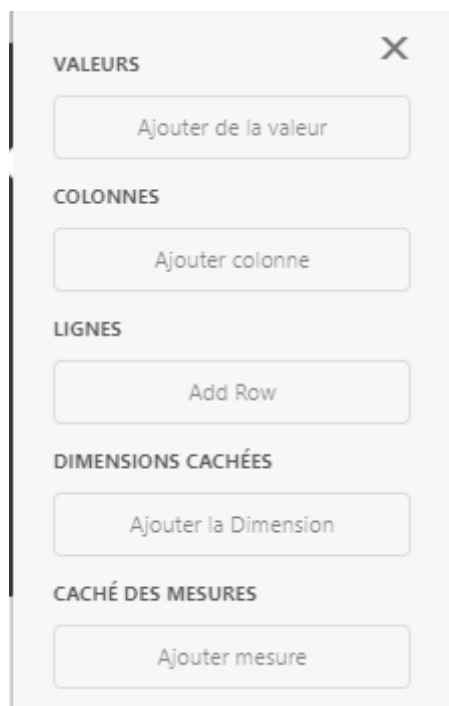 VALEURS
Ajouter de la valeur
COLONNES
Ajouter colonne
LIGNES
Add Row
DIMENSIONS CACHÉES
Ajouter la Dimension
CACHÉ DES MESURES
Ajouter mesure